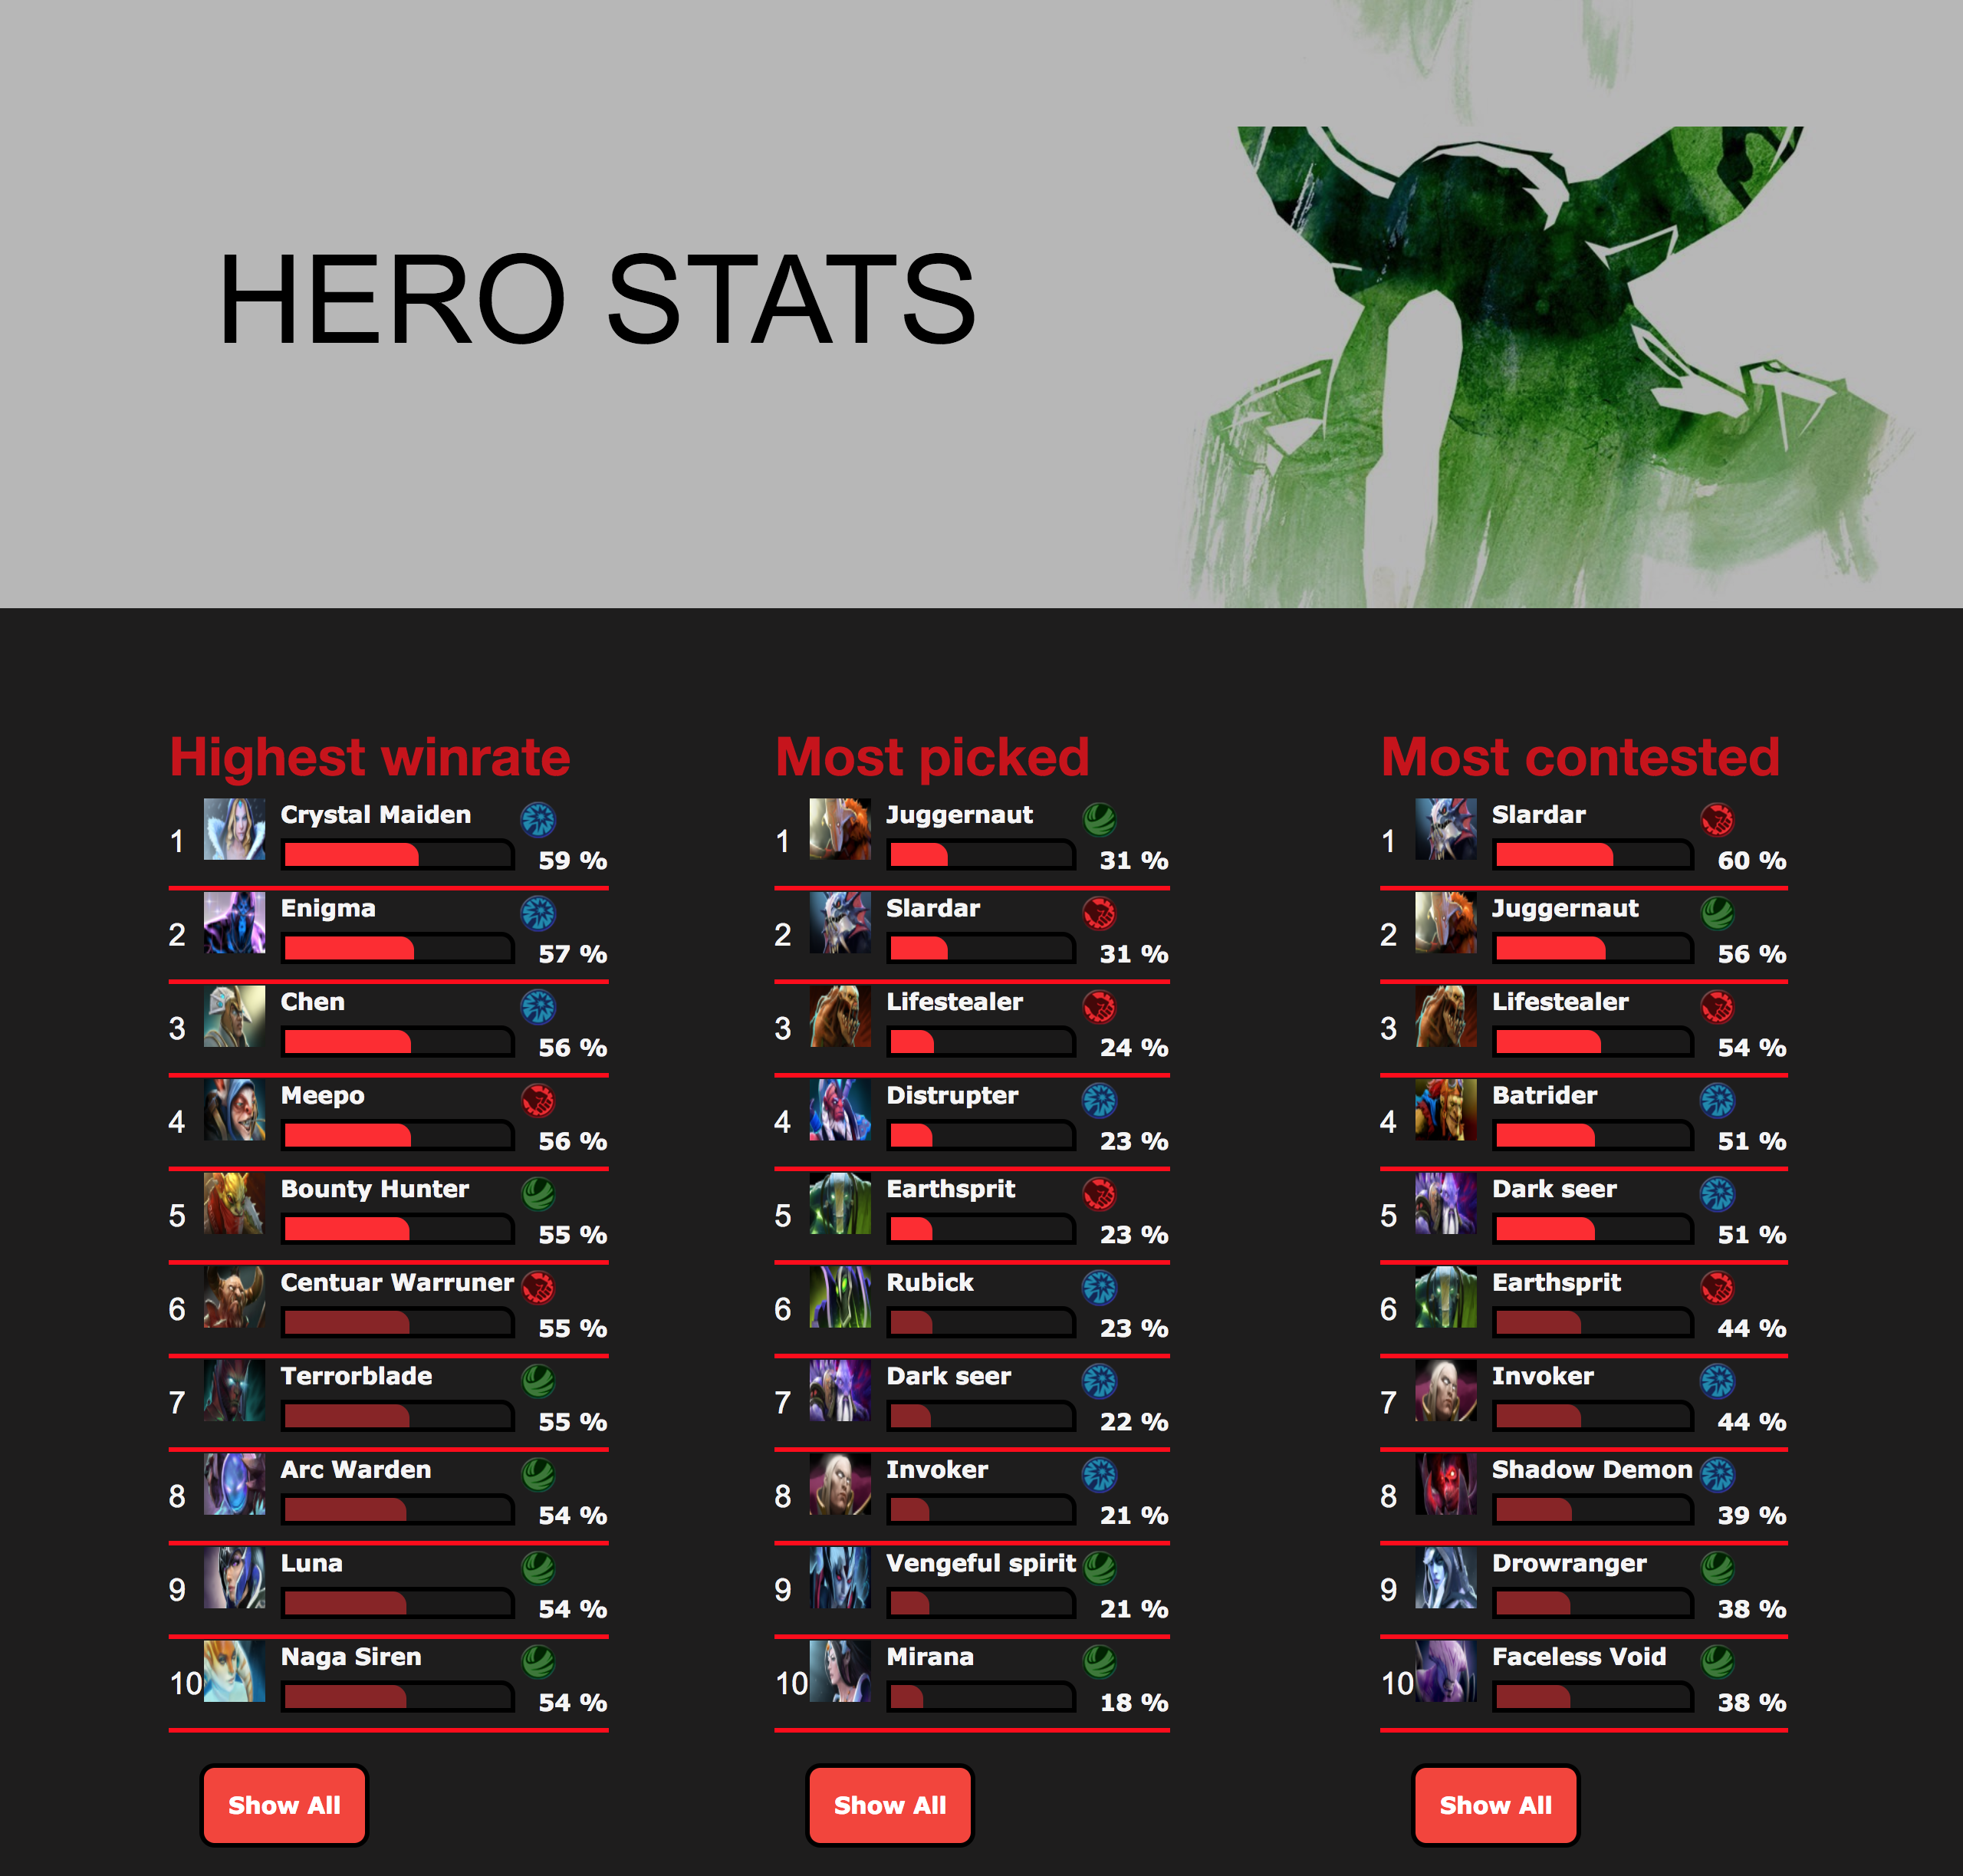 HERO STATS
Highest winrate
1 Crystal Maiden
59 %
2 Enigma
57 %
3 Chen
56 %
4 Meepo
56 %
5 Bounty Hunter
55 %
6 Centuar Warruner
55 %
7 Terrorblade
55 %
8 Arc Warden
54 %
9 Luna
54 %
10 Naga Siren
54 %
Show All
Most picked
1 Juggernaut
31 %
2 Slardar
31 %
3 Lifestealer
24 %
4 Distrupter
23 %
5 Earthsprit
23 %
6 Rubick
23 %
7 Dark seer
22 %
8 Invoker
21 %
9 Vengeful spirit
21 %
10 Mirana
18 %
Show All
Most contested
1 Slardar
60 %
2 Juggernaut
56 %
3 Lifestealer
54 %
4 Batrider
51 %
5 Dark seer
51 %
6 Earthsprit
44 %
7 Invoker
44 %
8 Shadow Demon
39 %
9 Drowranger
38 %
10 Faceless Void
38 %
Show All